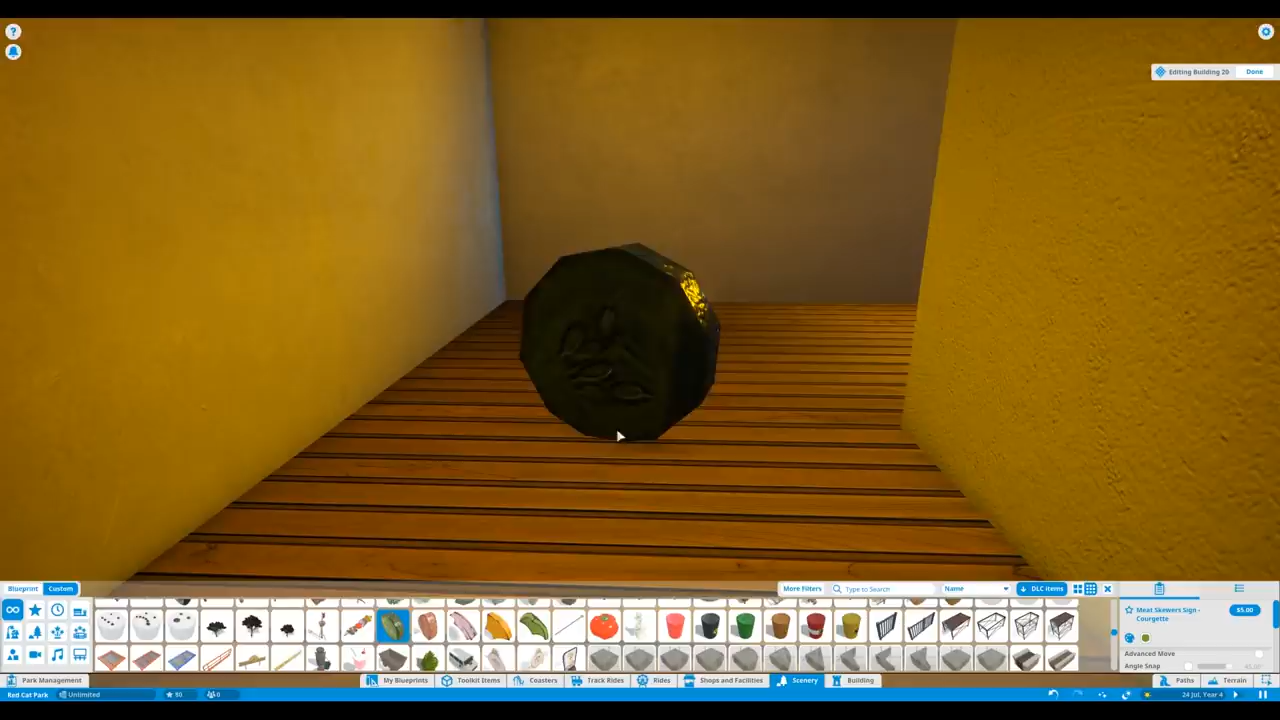 ?
Editing Building 20 Done
Blueprint Custom
More Filters Type to Search Name DLC Items
Meat Skewers Sign - Courgette $5.00
Advanced Move
Angle Snap
Park Management My Blueprints Toolkit Items Coasters Track Rides Rides Shops and Facilities Scenery Building Paths Terrain
Red Cat Park Unlimited 50 0 24 Jul, Year 4